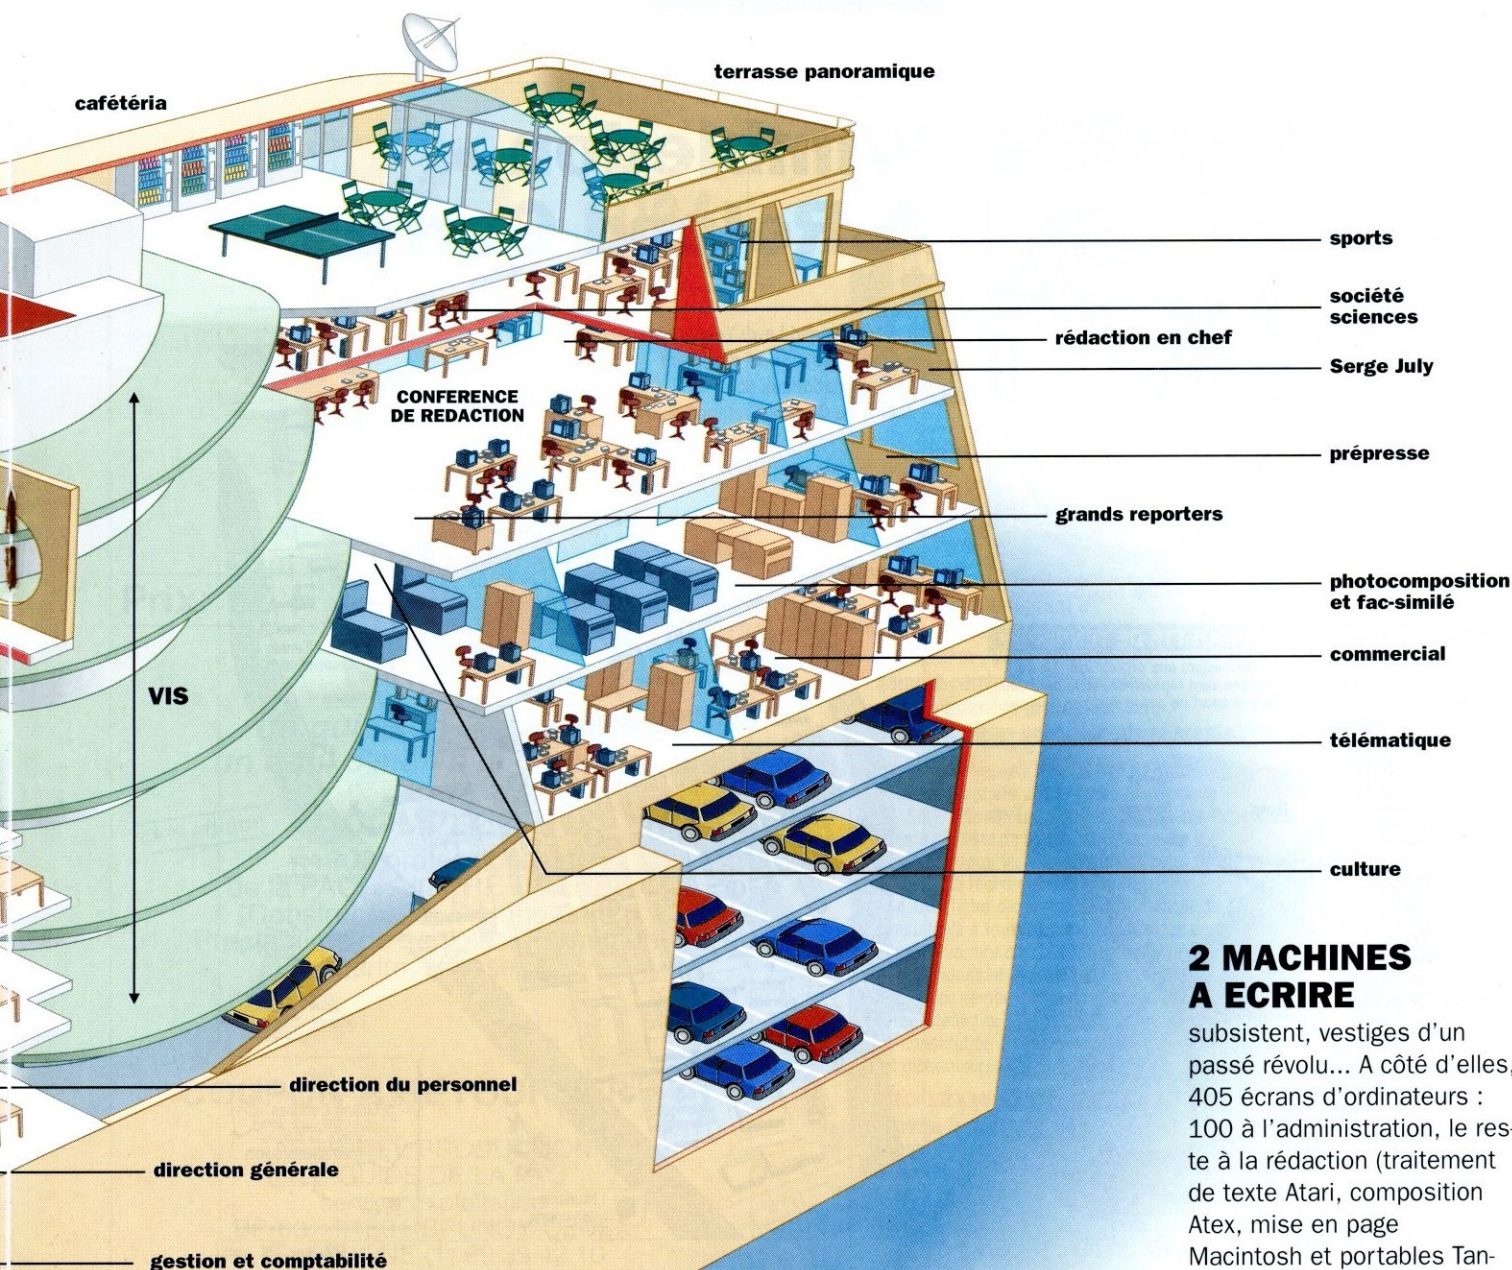 terrasse panoramique
cafétéria
sports
société
sciences
rédaction en chef
Serge July
CONFERENCE
DE REDACTION
prépresse
grands reporters
photocomposition
et fac-similé
commercial
VIS
télématique
culture
2 MACHINES
A ECRIRE
subsistent, vestiges d'un
passé révolu... A côté d'elles,
405 écrans d'ordinateurs :
100 à l'administration, le res-
te à la rédaction (traitement
de texte Atari, composition
Atex, mise en page
Macintosh et portables Tan-
direction du personnel
direction générale
gestion et comptabilité